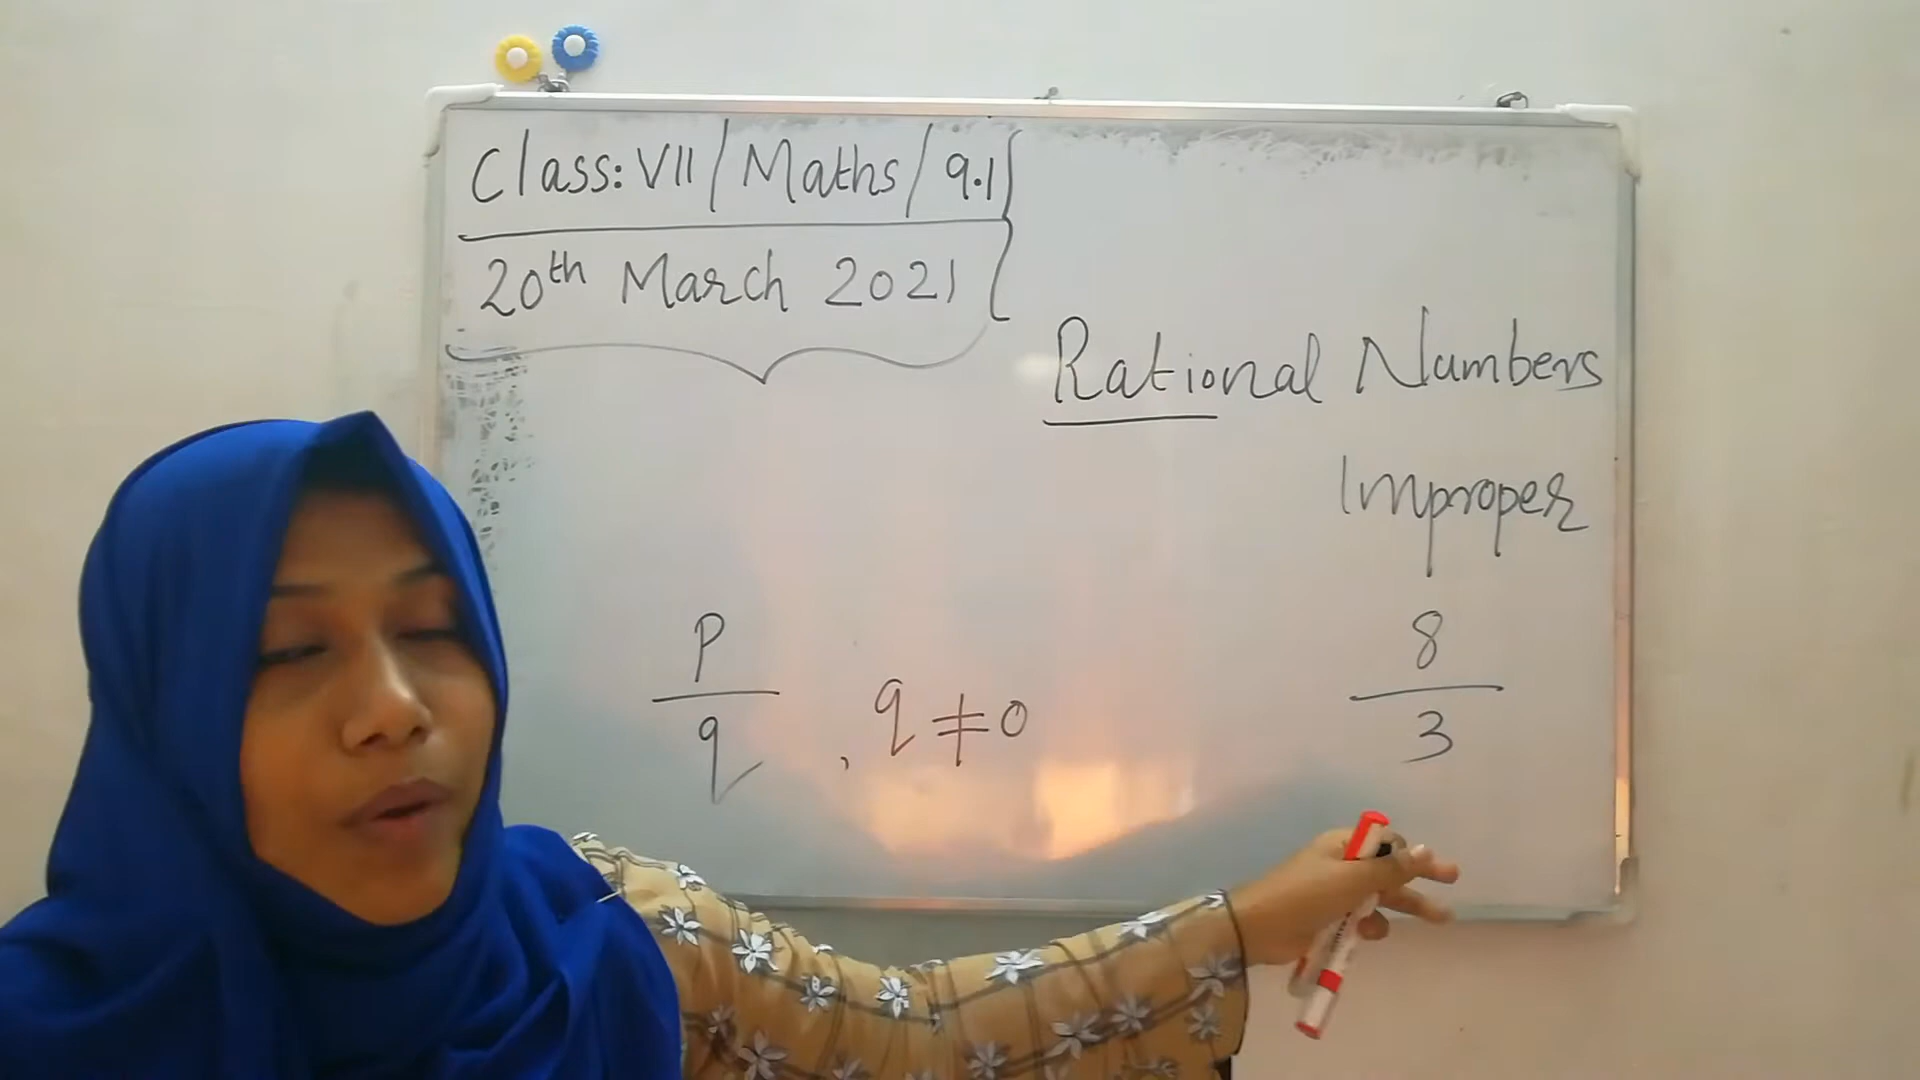 Class: VII / Maths / 9.1
20th March 2021
Rational Numbers
Improper
P
q , q ≠ 0
8
3